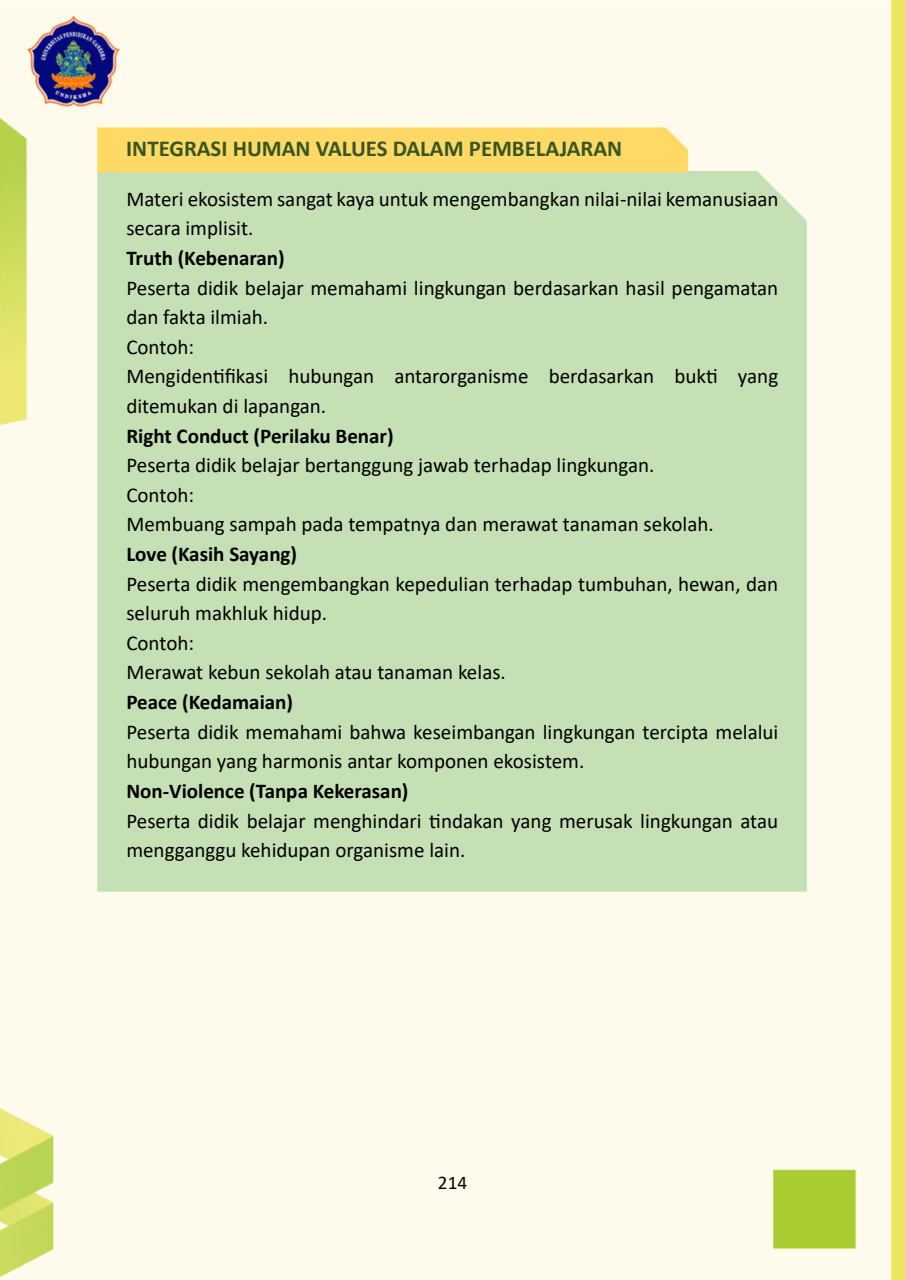 UNIVERSITAS PENDIDIKAN GANESHA
UNDIKSHA
INTEGRASI HUMAN VALUES DALAM PEMBELAJARAN
Materi ekosistem sangat kaya untuk mengembangkan nilai-nilai kemanusiaan
secara implisit.
Truth (Kebenaran)
Peserta didik belajar memahami lingkungan berdasarkan hasil pengamatan
dan fakta ilmiah.
Contoh:
Mengidentifikasi hubungan antarorganisme berdasarkan bukti yang
ditemukan di lapangan.
Right Conduct (Perilaku Benar)
Peserta didik belajar bertanggung jawab terhadap lingkungan.
Contoh:
Membuang sampah pada tempatnya dan merawat tanaman sekolah.
Love (Kasih Sayang)
Peserta didik mengembangkan kepedulian terhadap tumbuhan, hewan, dan
seluruh makhluk hidup.
Contoh:
Merawat kebun sekolah atau tanaman kelas.
Peace (Kedamaian)
Peserta didik memahami bahwa keseimbangan lingkungan tercipta melalui
hubungan yang harmonis antar komponen ekosistem.
Non-Violence (Tanpa Kekerasan)
Peserta didik belajar menghindari tindakan yang merusak lingkungan atau
mengganggu kehidupan organisme lain.
214